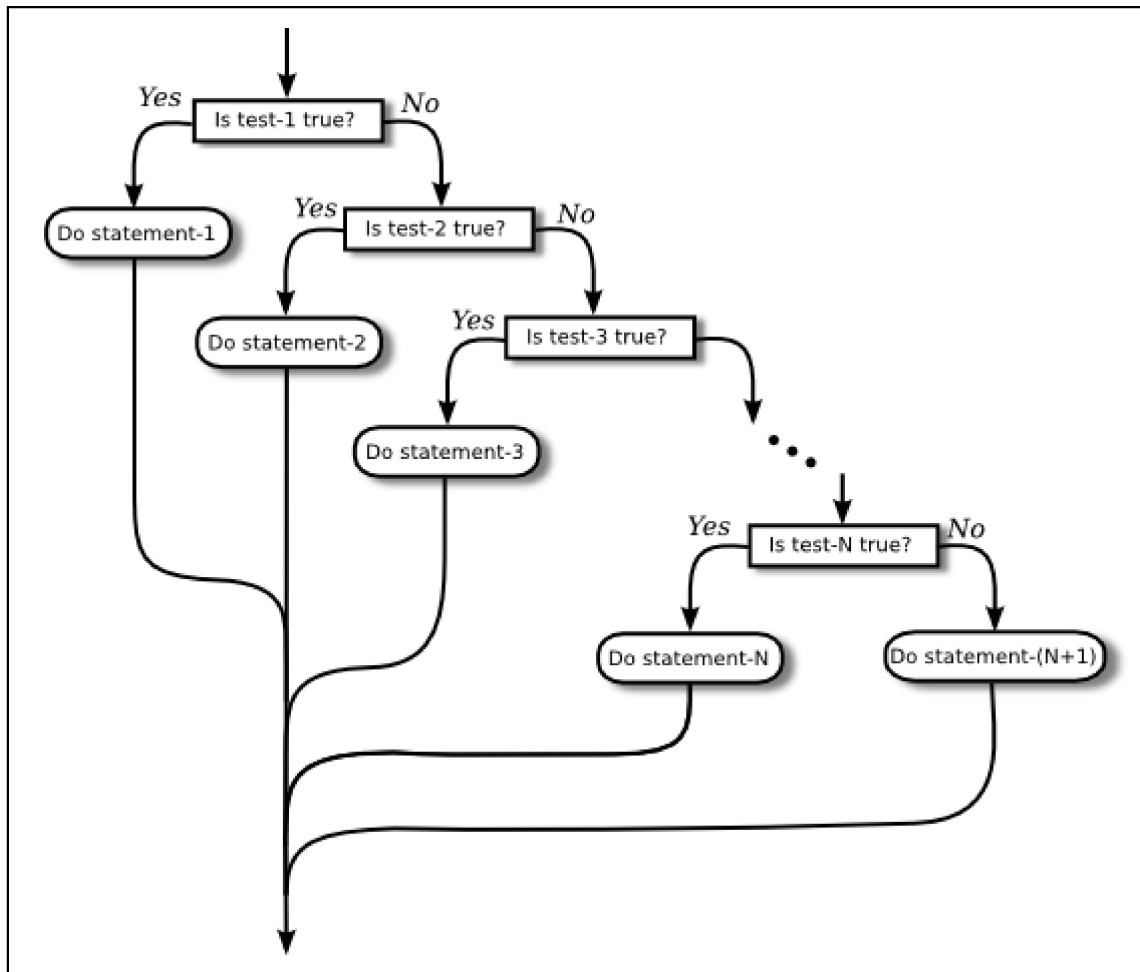 Yes
No
Is test-1 true?
Yes
No
Do statement-1
Is test-2 true?
Yes
Do statement-2
Is test-3 true?
Do statement-3
Yes
No
Is test-N true?
Do statement-N
Do statement-(N+1)